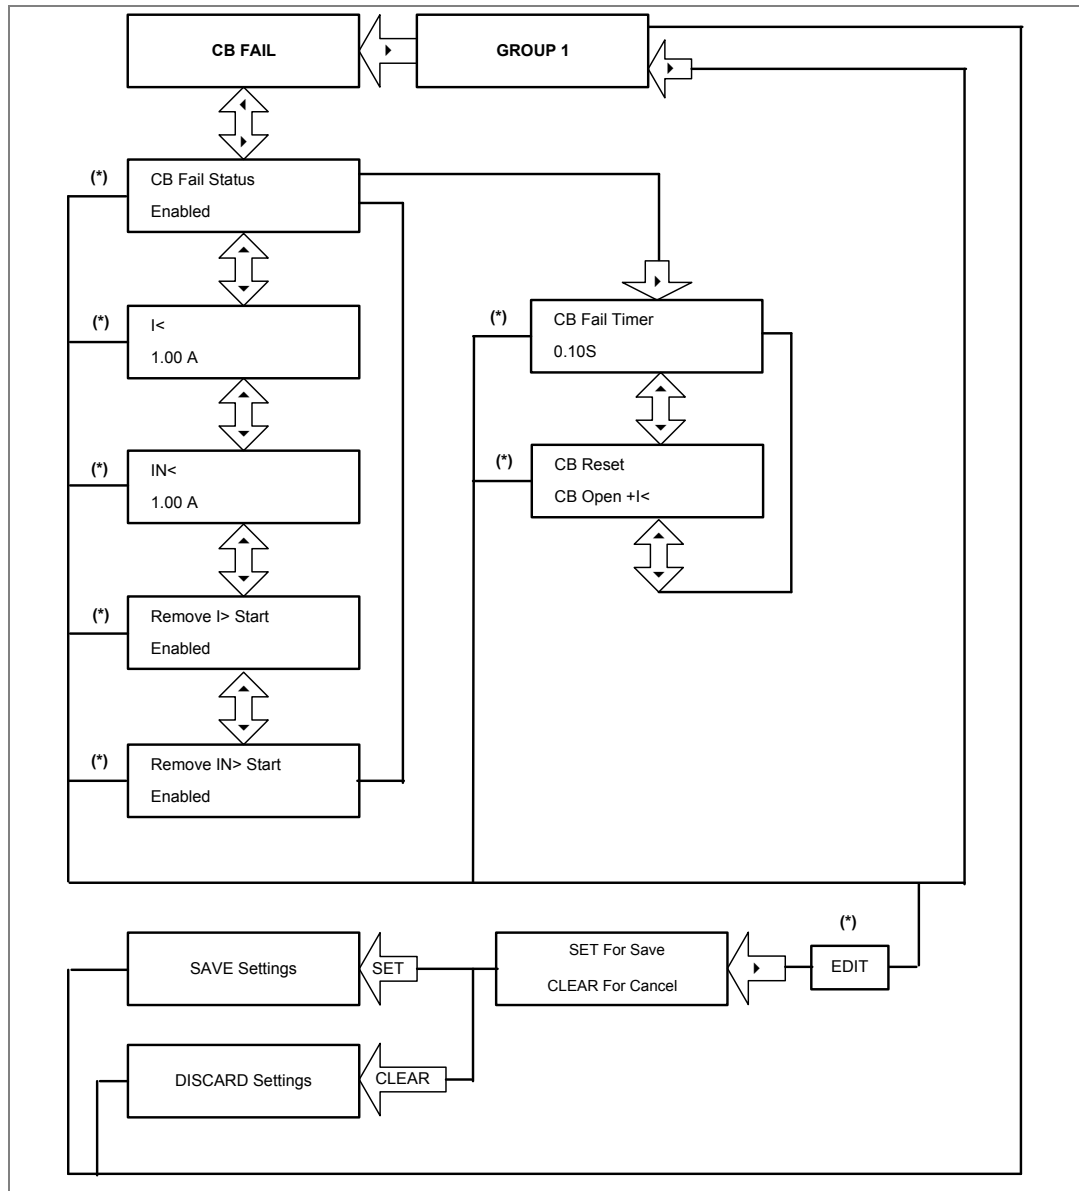 CB FAIL
GROUP 1
(*)
CB Fail Status
Enabled
(*)
I<
1.00 A
(*)
IN<
1.00 A
(*)
Remove I> Start
Enabled
(*)
Remove IN> Start
Enabled
(*)
CB Fail Timer
0.10S
(*)
CB Reset
CB Open +I<
(*)
EDIT
SET For Save
CLEAR For Cancel
SET
SAVE Settings
CLEAR
DISCARD Settings